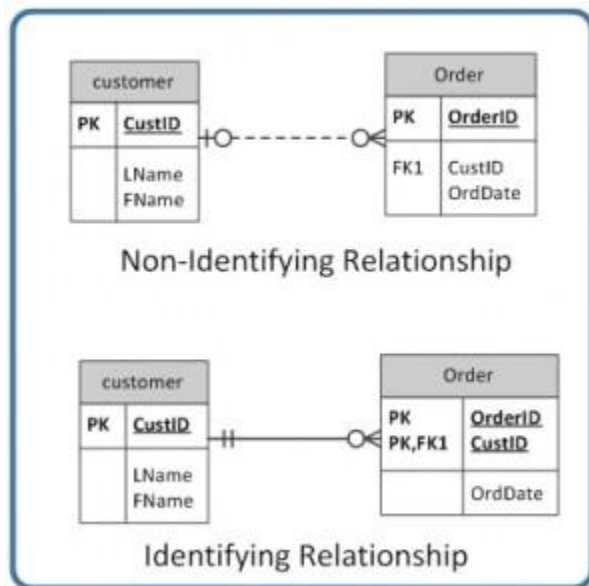 customer
PK CustID
LName
FName
Order
PK OrderID
FK1 CustID
OrdDate
Non-Identifying Relationship
customer
PK CustID
LName
FName
Order
PK OrderID
PK,FK1 CustID
OrdDate
Identifying Relationship